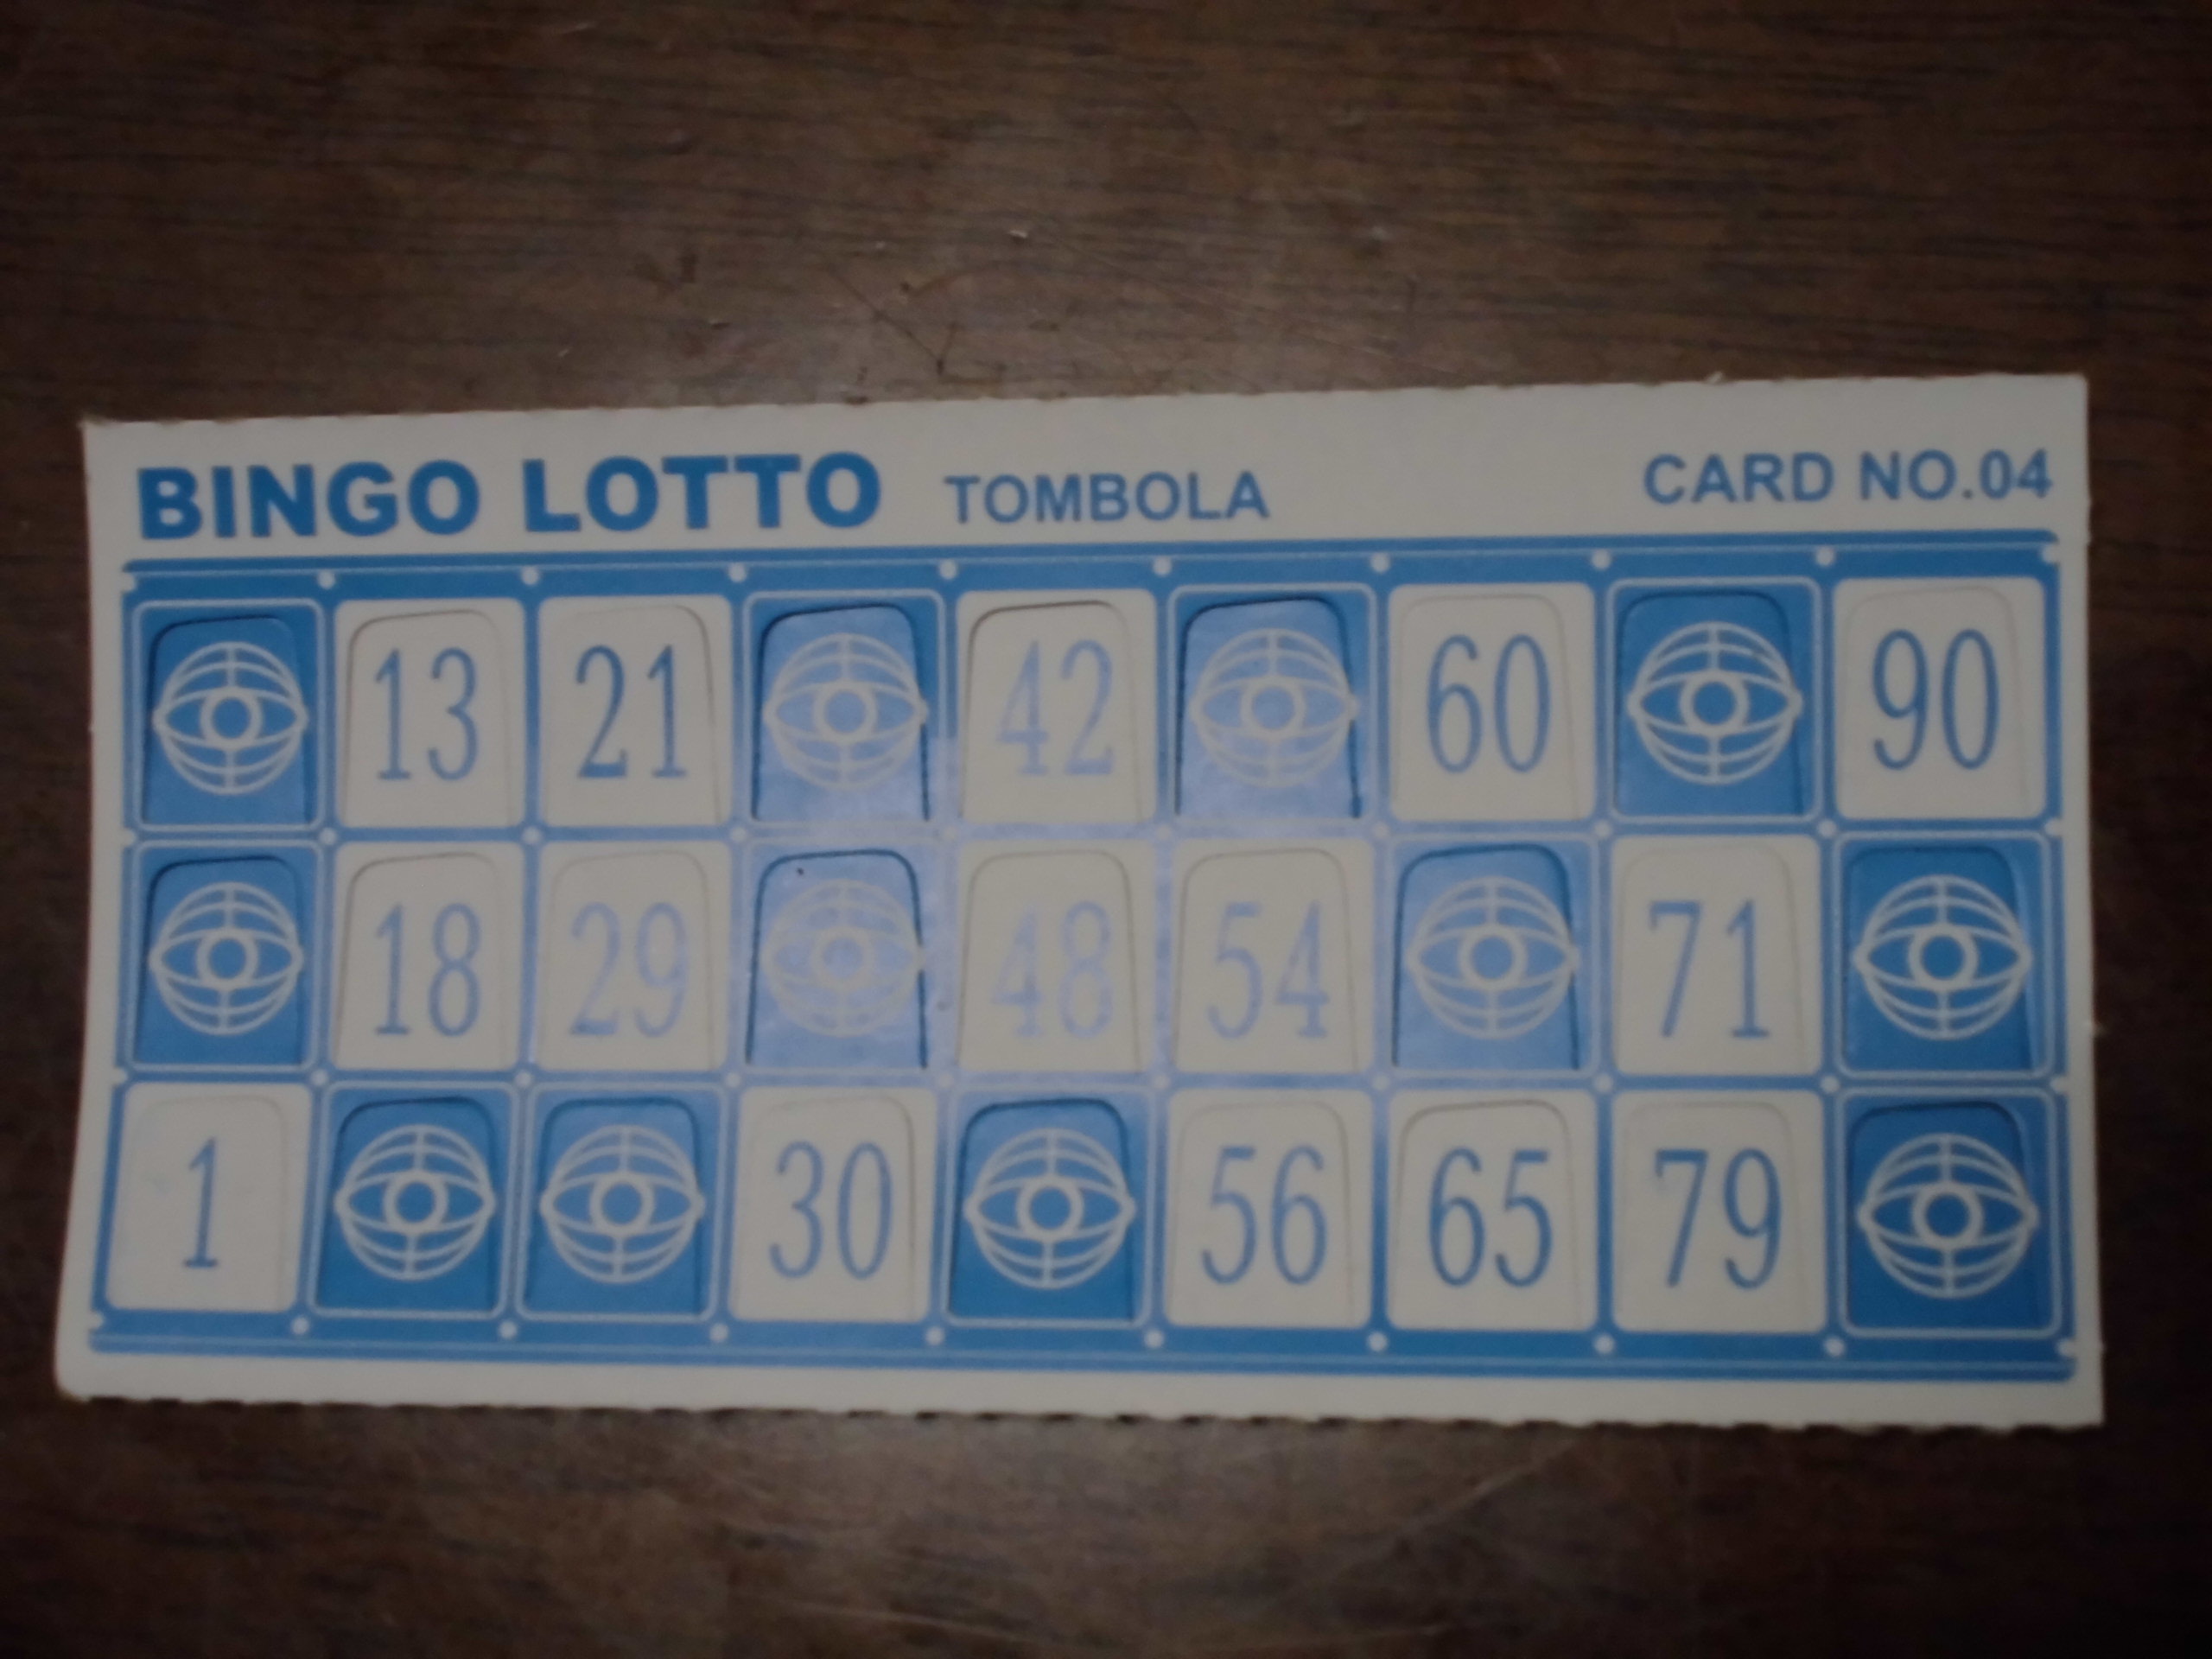 BINGO LOTTO TOMBOLA CARD NO.04
13 21 42 60 90
18 29 48 54 71
1 30 56 65 79